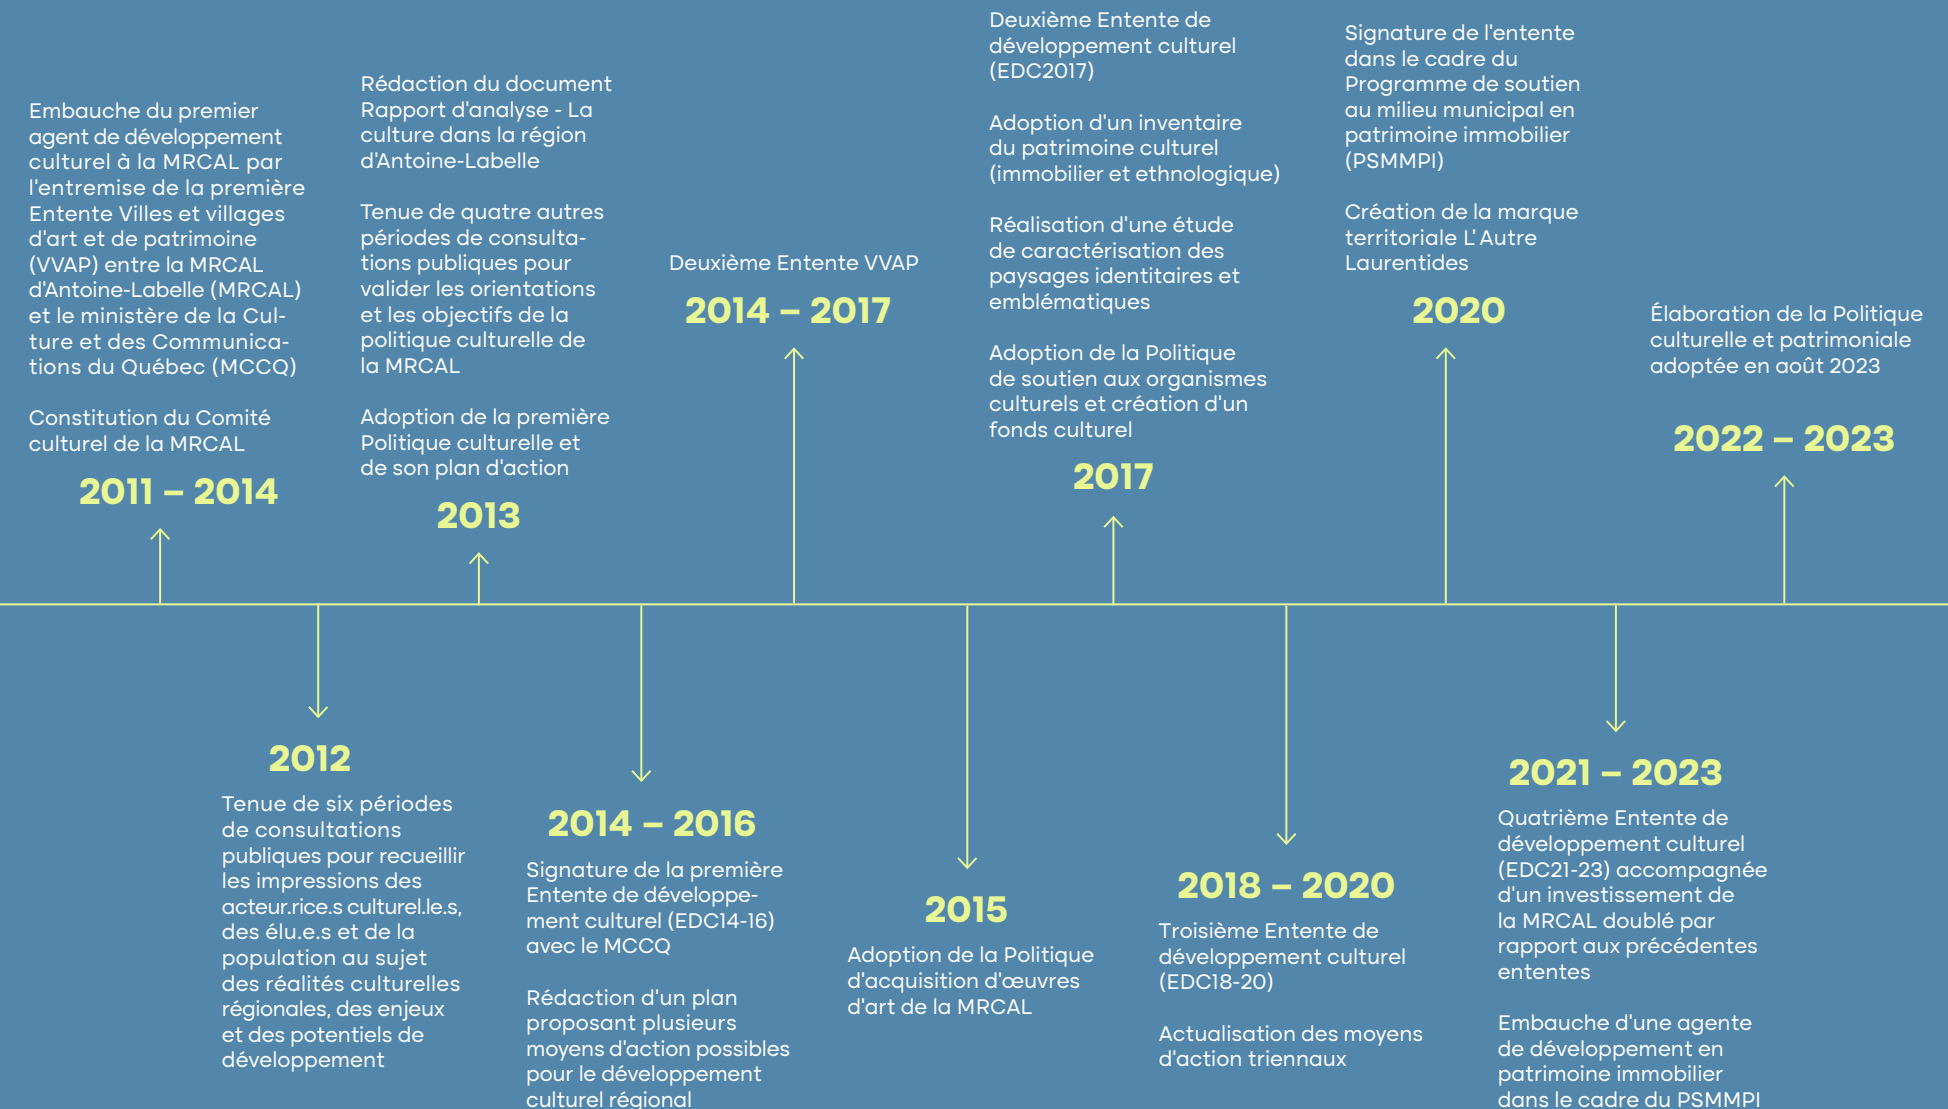 Embauche du premier
agent de développement
culturel à la MRCAL par
l'entremise de la première
Entente Villes et villages
d'art et de patrimoine
(VVAP) entre la MRCAL
d'Antoine-Labelle (MRCAL)
et le ministère de la Cul-
ture et des Communica-
tions du Québec (MCCQ)
Constitution du Comité
culturel de la MRCAL
2011 – 2014
2012
Tenue de six périodes
de consultations
publiques pour recueillir
les impressions des
acteur.rice.s culturel.le.s,
des élu.e.s et de la
population au sujet
des réalités culturelles
régionales, des enjeux
et des potentiels de
développement
Rédaction du document
Rapport d'analyse - La
culture dans la région
d'Antoine-Labelle
Tenue de quatre autres
périodes de consulta-
tions publiques pour
valider les orientations
et les objectifs de la
politique culturelle de
la MRCAL
Adoption de la première
Politique culturelle et
de son plan d'action
2013
2014 – 2016
Signature de la première
Entente de développe-
ment culturel (EDC14-16)
avec le MCCQ
Rédaction d'un plan
proposant plusieurs
moyens d'action possibles
pour le développement
culturel régional
Deuxième Entente VVAP
2014 – 2017
2015
Adoption de la Politique
d'acquisition d'œuvres
d'art de la MRCAL
Deuxième Entente de
développement culturel
(EDC2017)
Adoption d'un inventaire
du patrimoine culturel
(immobilier et ethnologique)
Réalisation d'une étude
de caractérisation des
paysages identitaires et
emblématiques
Adoption de la Politique
de soutien aux organismes
culturels et création d'un
fonds culturel
2017
2018 – 2020
Troisième Entente de
développement culturel
(EDC18-20)
Actualisation des moyens
d'action triennaux
Signature de l'entente
dans le cadre du
Programme de soutien
au milieu municipal en
patrimoine immobilier
(PSMMPI)
Création de la marque
territoriale L'Autre
Laurentides
2020
2021 – 2023
Quatrième Entente de
développement culturel
(EDC21-23) accompagnée
d'un investissement de
la MRCAL doublé par
rapport aux précédentes
ententes
Embauche d'une agente
de développement en
patrimoine immobilier
dans le cadre du PSMMPI
Élaboration de la Politique
culturelle et patrimoniale
adoptée en août 2023
2022 – 2023